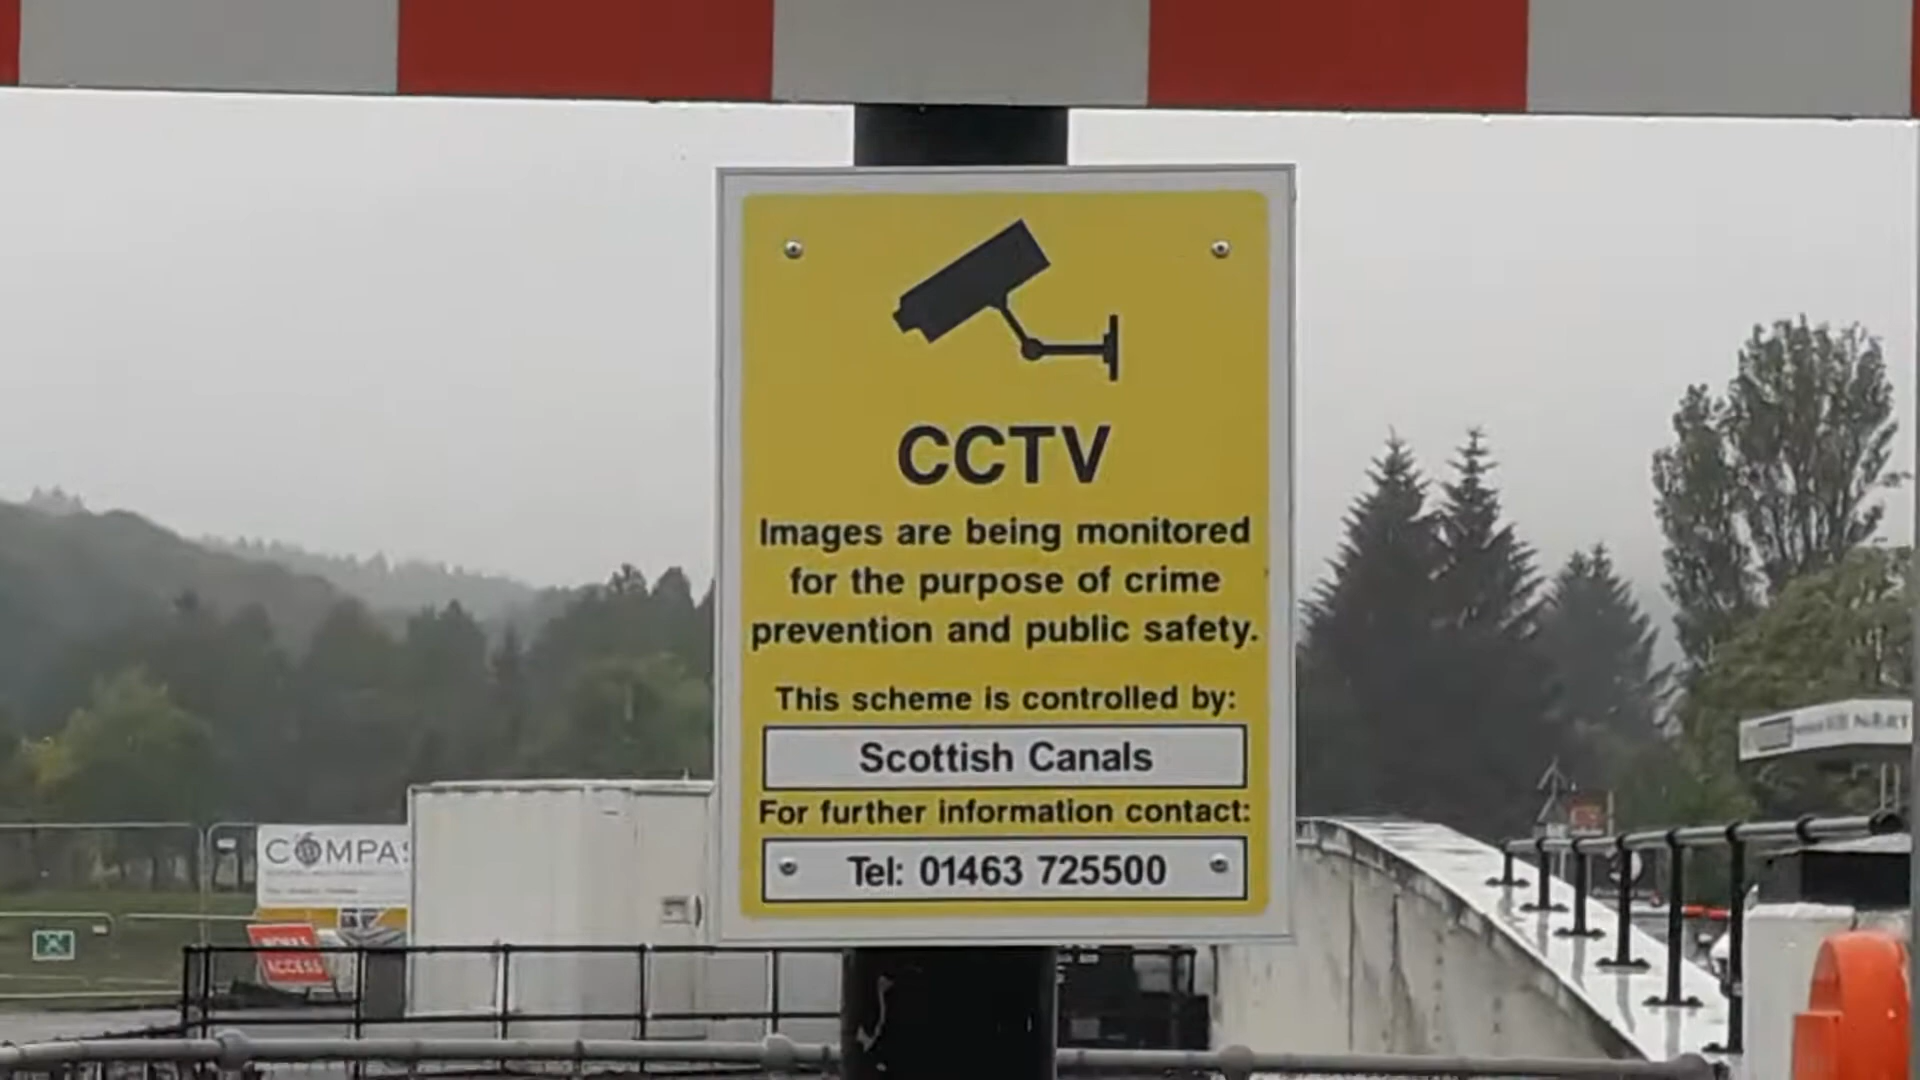 CCTV
Images are being monitored
for the purpose of crime
prevention and public safety.
This scheme is controlled by:
Scottish Canals
For further information contact:
Tel: 01463 725500
COMPAS
ACCESS